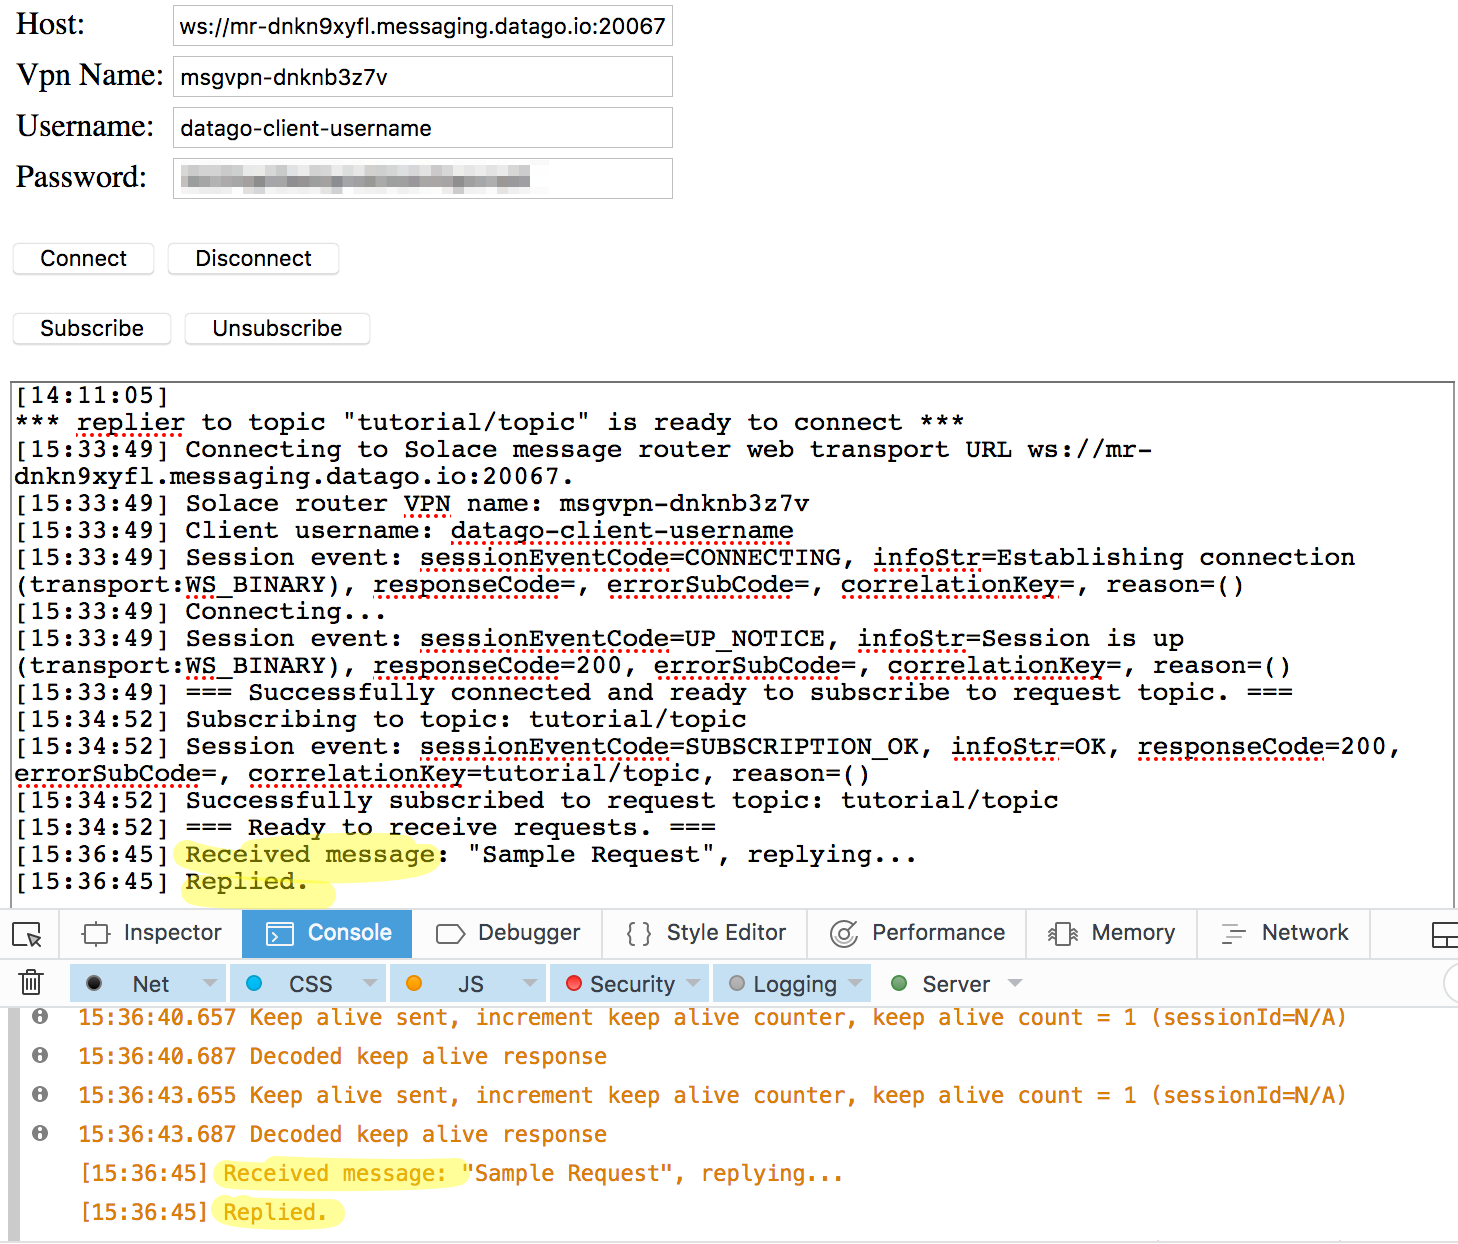 Host: ws://mr-dnkn9xyfl.messaging.datago.io:20067
Vpn Name: msgvpn-dnknb3z7v
Username: datago-client-username
Password:
Connect Disconnect
Subscribe Unsubscribe
[14:11:05]
*** replier to topic "tutorial/topic" is ready to connect ***
[15:33:49] Connecting to Solace message router web transport URL ws://mr-
dnkn9xyfl.messaging.datago.io:20067.
[15:33:49] Solace router VPN name: msgvpn-dnknb3z7v
[15:33:49] Client username: datago-client-username
[15:33:49] Session event: sessionEventCode=CONNECTING, infoStr=Establishing connection
(transport:WS_BINARY), responseCode=, errorSubCode=, correlationKey=, reason=()
[15:33:49] Connecting...
[15:33:49] Session event: sessionEventCode=UP_NOTICE, infoStr=Session is up
(transport:WS_BINARY), responseCode=200, errorSubCode=, correlationKey=, reason=()
[15:33:49] === Successfully connected and ready to subscribe to request topic. ===
[15:34:52] Subscribing to topic: tutorial/topic
[15:34:52] Session event: sessionEventCode=SUBSCRIPTION_OK, infoStr=OK, responseCode=200,
errorSubCode=, correlationKey=tutorial/topic, reason=()
[15:34:52] Successfully subscribed to request topic: tutorial/topic
[15:34:52] === Ready to receive requests. ===
[15:36:45] Received message: "Sample Request", replying...
[15:36:45] Replied.
Inspector Console Debugger { } Style Editor Performance Memory Network
Net CSS JS Security Logging Server
15:36:40.657 Keep alive sent, increment keep alive counter, keep alive count = 1 (sessionId=N/A)
15:36:40.687 Decoded keep alive response
15:36:43.655 Keep alive sent, increment keep alive counter, keep alive count = 1 (sessionId=N/A)
15:36:43.687 Decoded keep alive response
[15:36:45] Received message: "Sample Request", replying...
[15:36:45] Replied.